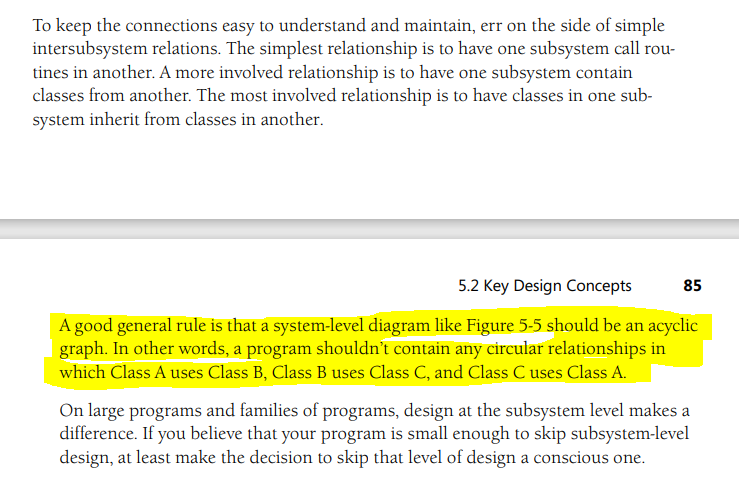 To keep the connections easy to understand and maintain, err on the side of simple
intersubsystem relations. The simplest relationship is to have one subsystem call rou-
tines in another. A more involved relationship is to have one subsystem contain
classes from another. The most involved relationship is to have classes in one sub-
system inherit from classes in another.
5.2 Key Design Concepts 85
A good general rule is that a system-level diagram like Figure 5-5 should be an acyclic
graph. In other words, a program shouldn't contain any circular relationships in
which Class A uses Class B, Class B uses Class C, and Class C uses Class A.
On large programs and families of programs, design at the subsystem level makes a
difference. If you believe that your program is small enough to skip subsystem-level
design, at least make the decision to skip that level of design a conscious one.